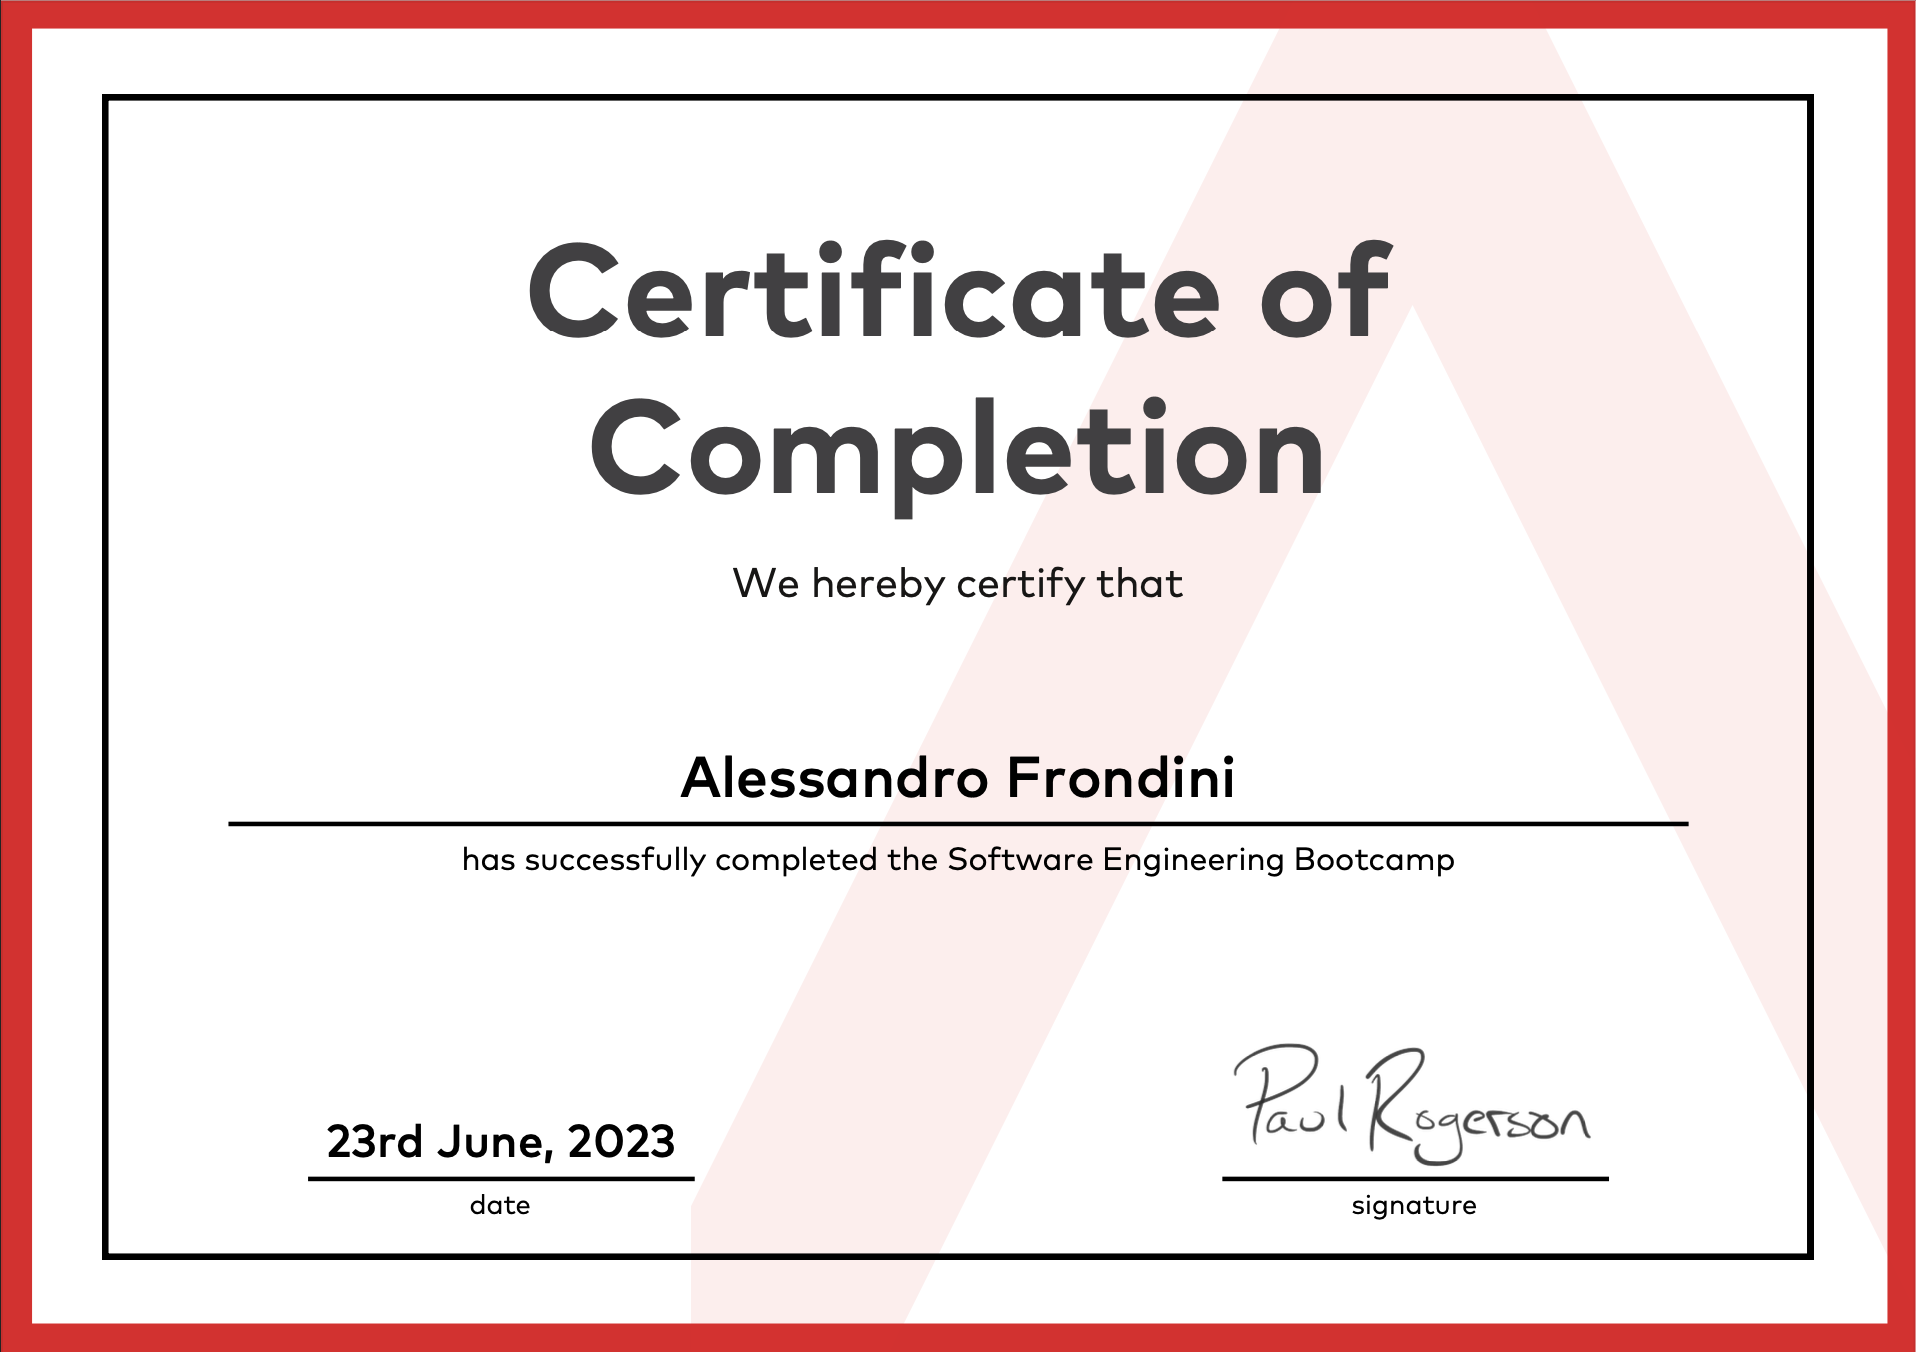 Certificate of
Completion
We hereby certify that
Alessandro Frondini
has successfully completed the Software Engineering Bootcamp
23rd June, 2023
date
Paul Rogerson
signature